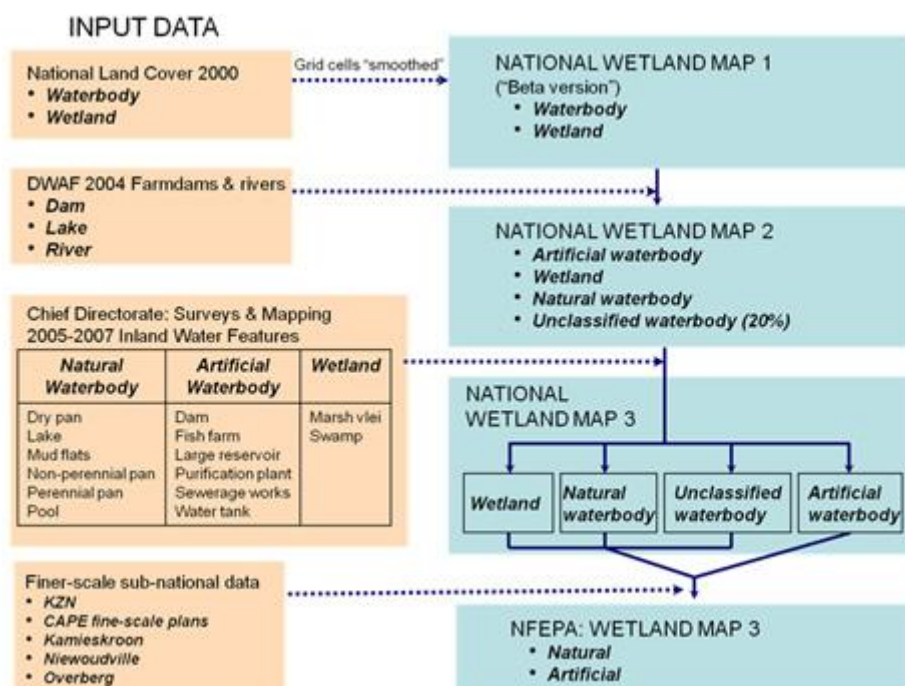 INPUT DATA
National Land Cover 2000
• Waterbody
• Wetland
Grid cells "smoothed"
NATIONAL WETLAND MAP 1
("Beta version")
• Waterbody
• Wetland
DWAF 2004 Farmdams & rivers
• Dam
• Lake
• River
NATIONAL WETLAND MAP 2
• Artificial waterbody
• Wetland
• Natural waterbody
• Unclassified waterbody (20%)
Chief Directorate: Surveys & Mapping
2005-2007 Inland Water Features
Natural
Waterbody
Artificial
Waterbody
Wetland
Dry pan
Lake
Mud flats
Non-perennial pan
Perennial pan
Pool
Dam
Fish farm
Large reservoir
Purification plant
Sewerage works
Water tank
Marsh vlei
Swamp
NATIONAL
WETLAND MAP 3
Wetland
Natural
waterbody
Unclassified
waterbody
Artificial
waterbody
Finer-scale sub-national data
• KZN
• CAPE fine-scale plans
• Kamieskroon
• Niewoudville
• Overberg
NFEPA: WETLAND MAP 3
• Natural
• Artificial